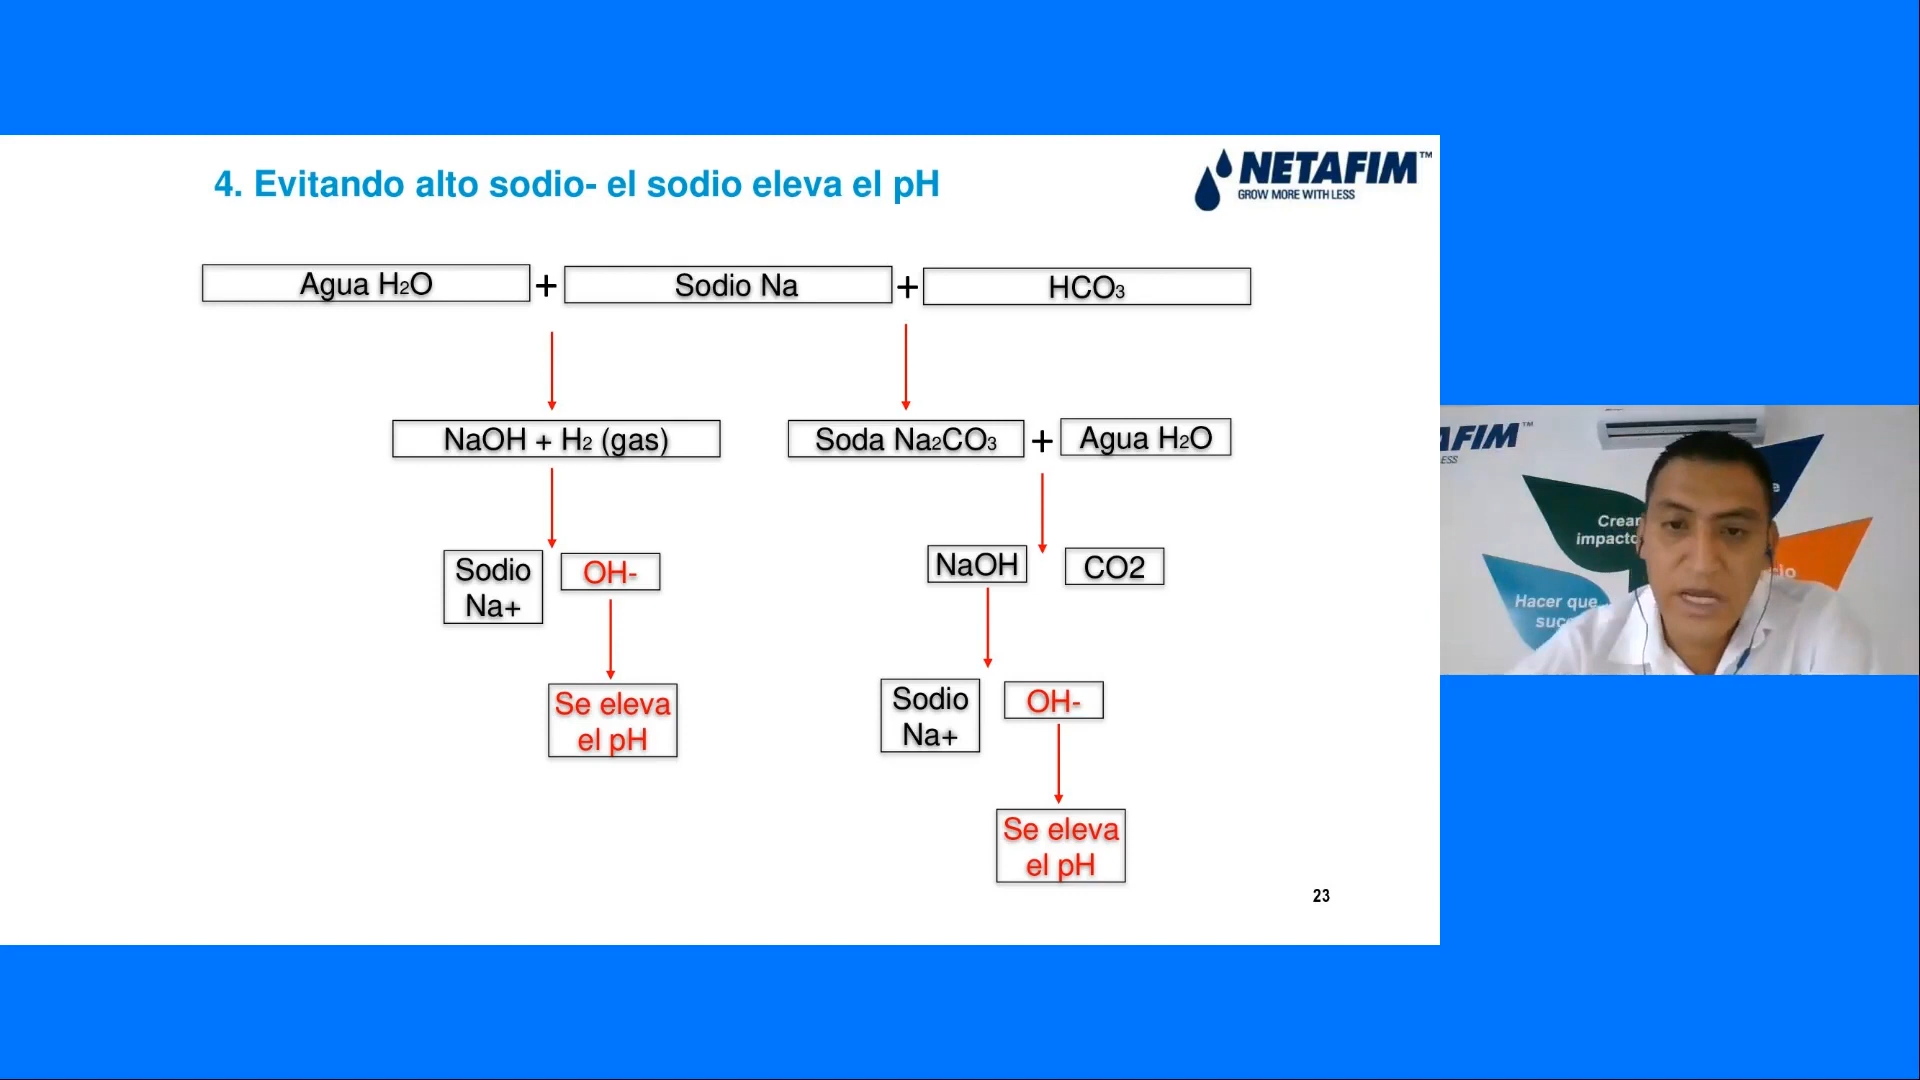 4. Evitando alto sodio- el sodio eleva el pH
NETAFIM™
GROW MORE WITH LESS
Agua H2O + Sodio Na + HCO3
NaOH + H2 (gas)
Soda Na2CO3 + Agua H2O
Sodio
Na+
OH-
NaOH
CO2
Se eleva
el pH
Sodio
Na+
OH-
Se eleva
el pH
23
AFIM™
ESS
Crear
impacto
Hacer que